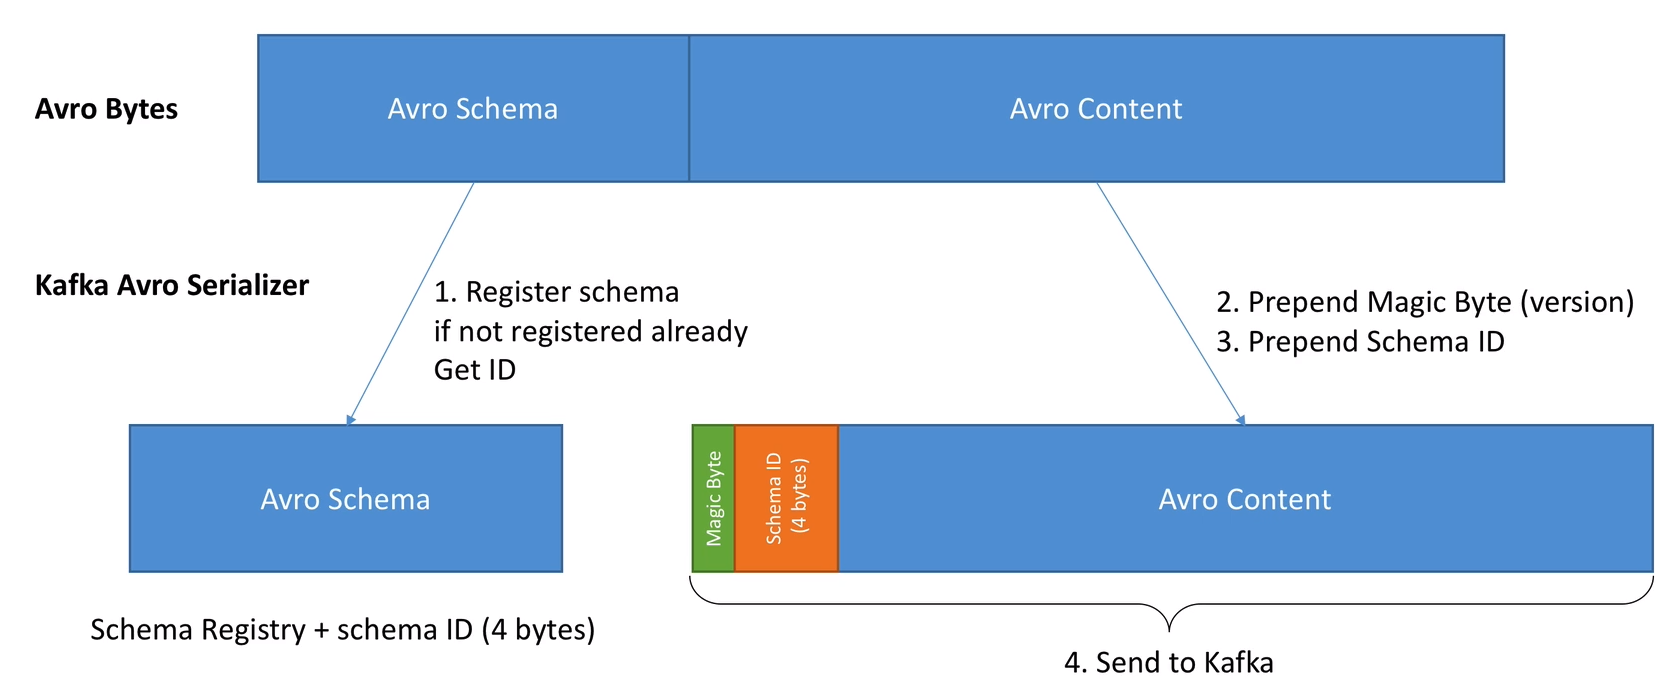 Avro Bytes
Avro Schema
Avro Content
Kafka Avro Serializer
1. Register schema
if not registered already
Get ID
2. Prepend Magic Byte (version)
3. Prepend Schema ID
Avro Schema
Magic Byte
Schema ID
(4 bytes)
Avro Content
Schema Registry + schema ID (4 bytes)
4. Send to Kafka